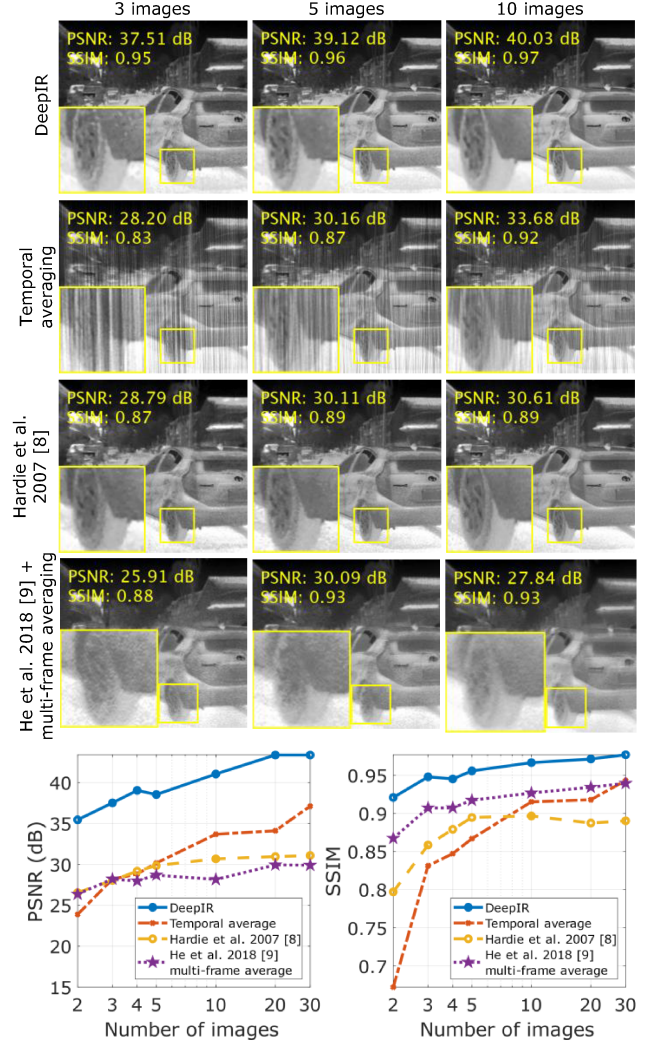 3 images 5 images 10 images
DeepIR
PSNR: 37.51 dB
SSIM: 0.95
PSNR: 39.12 dB
SSIM: 0.96
PSNR: 40.03 dB
SSIM: 0.97
Temporal
averaging
PSNR: 28.20 dB
SSIM: 0.83
PSNR: 30.16 dB
SSIM: 0.87
PSNR: 33.68 dB
SSIM: 0.92
Hardie et al.
2007 [8]
PSNR: 28.79 dB
SSIM: 0.87
PSNR: 30.11 dB
SSIM: 0.89
PSNR: 30.61 dB
SSIM: 0.89
He et al. 2018 [9] +
multi-frame averaging
PSNR: 25.91 dB
SSIM: 0.88
PSNR: 30.09 dB
SSIM: 0.93
PSNR: 27.84 dB
SSIM: 0.93
PSNR (dB)
40
35
30
25
20
15
2 3 4 5 10 20 30
Number of images
DeepIR
Temporal average
Hardie et al. 2007 [8]
He et al. 2018 [9]
multi-frame average
SSIM
0.95
0.9
0.85
0.8
0.75
0.7
2 3 4 5 10 20 30
Number of images
DeepIR
Temporal average
Hardie et al. 2007 [8]
He et al. 2018 [9]
multi-frame average